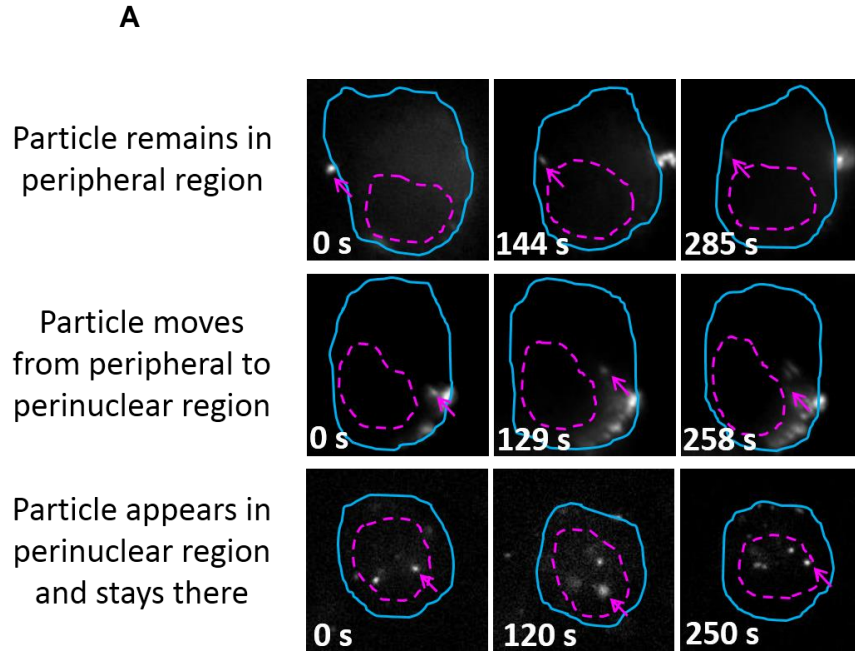 A
Particle remains in
peripheral region
0 s
144 s
285 s
Particle moves
from peripheral to
perinuclear region
0 s
129 s
258 s
Particle appears in
perinuclear region
and stays there
0 s
120 s
250 s